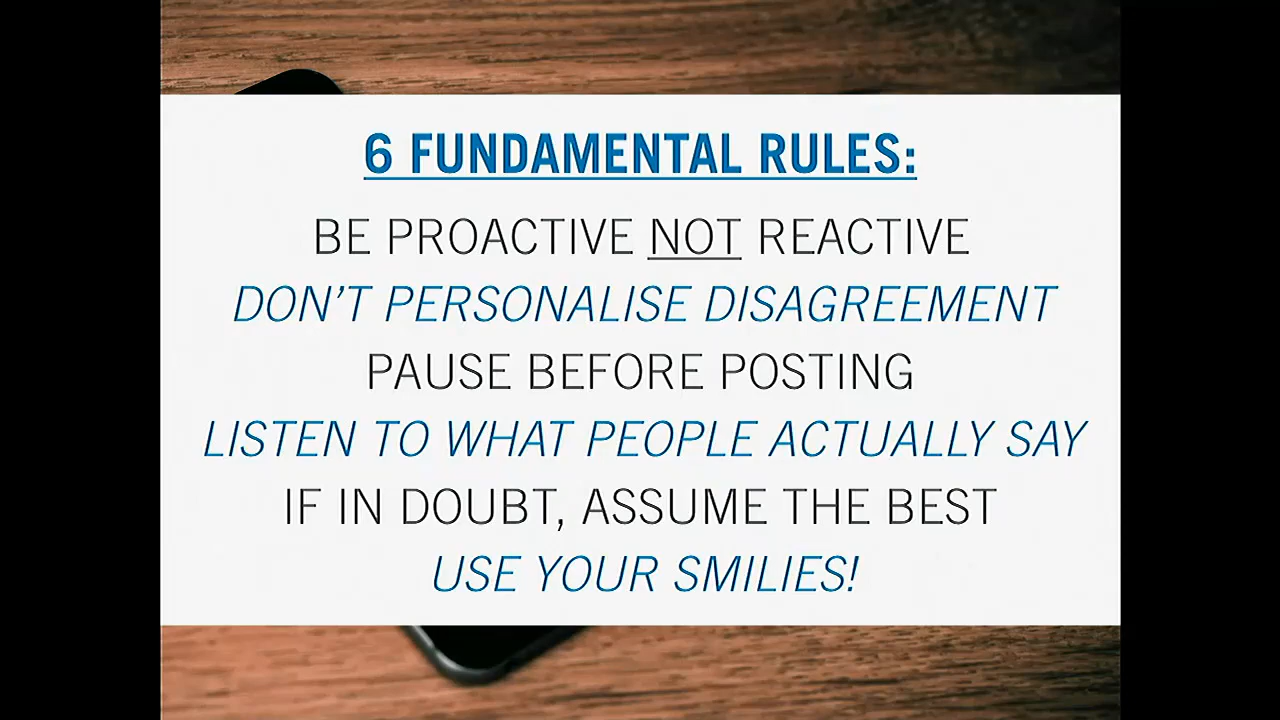 6 FUNDAMENTAL RULES:
BE PROACTIVE NOT REACTIVE
DON'T PERSONALISE DISAGREEMENT
PAUSE BEFORE POSTING
LISTEN TO WHAT PEOPLE ACTUALLY SAY
IF IN DOUBT, ASSUME THE BEST
USE YOUR SMILIES!